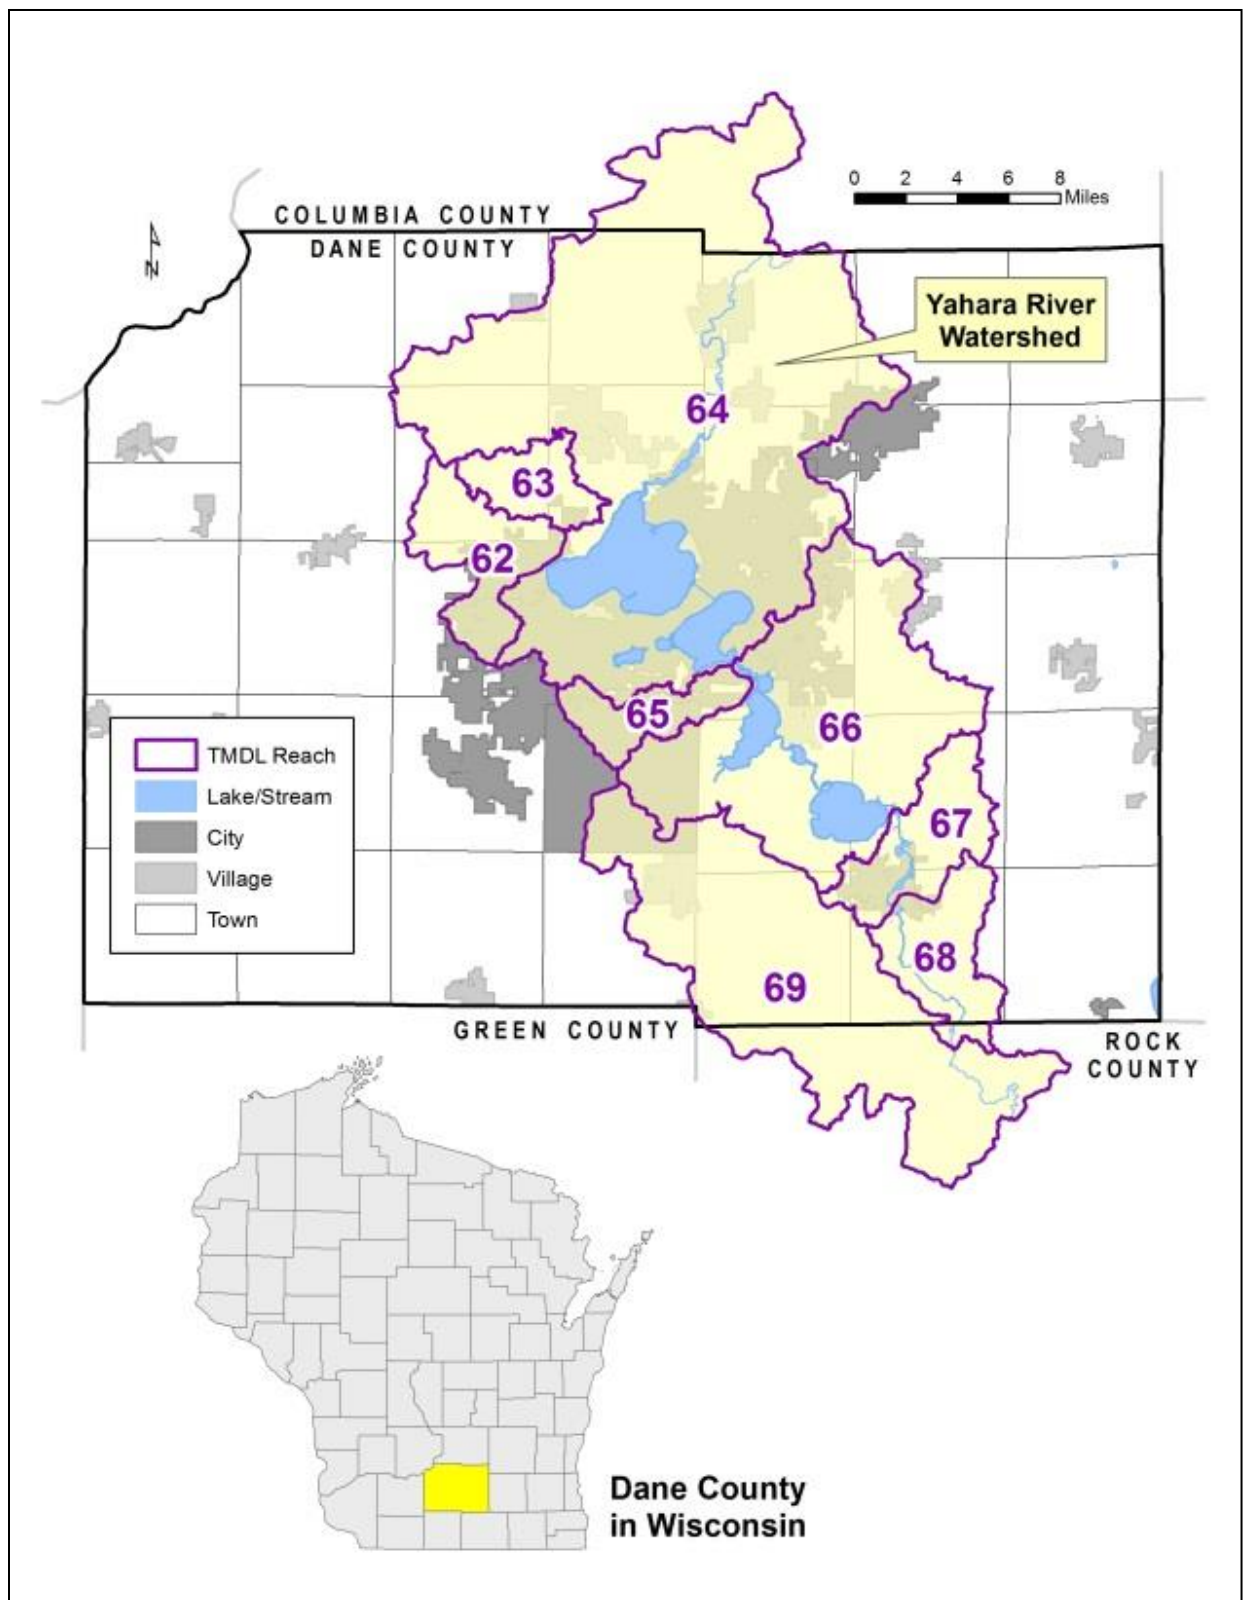 0 2 4 6 8
Miles
COLUMBIA COUNTY
DANE COUNTY
N
Yahara River
Watershed
64
63
62
65
66
67
68
69
TMDL Reach
Lake/Stream
City
Village
Town
GREEN COUNTY
ROCK
COUNTY
Dane County
in Wisconsin